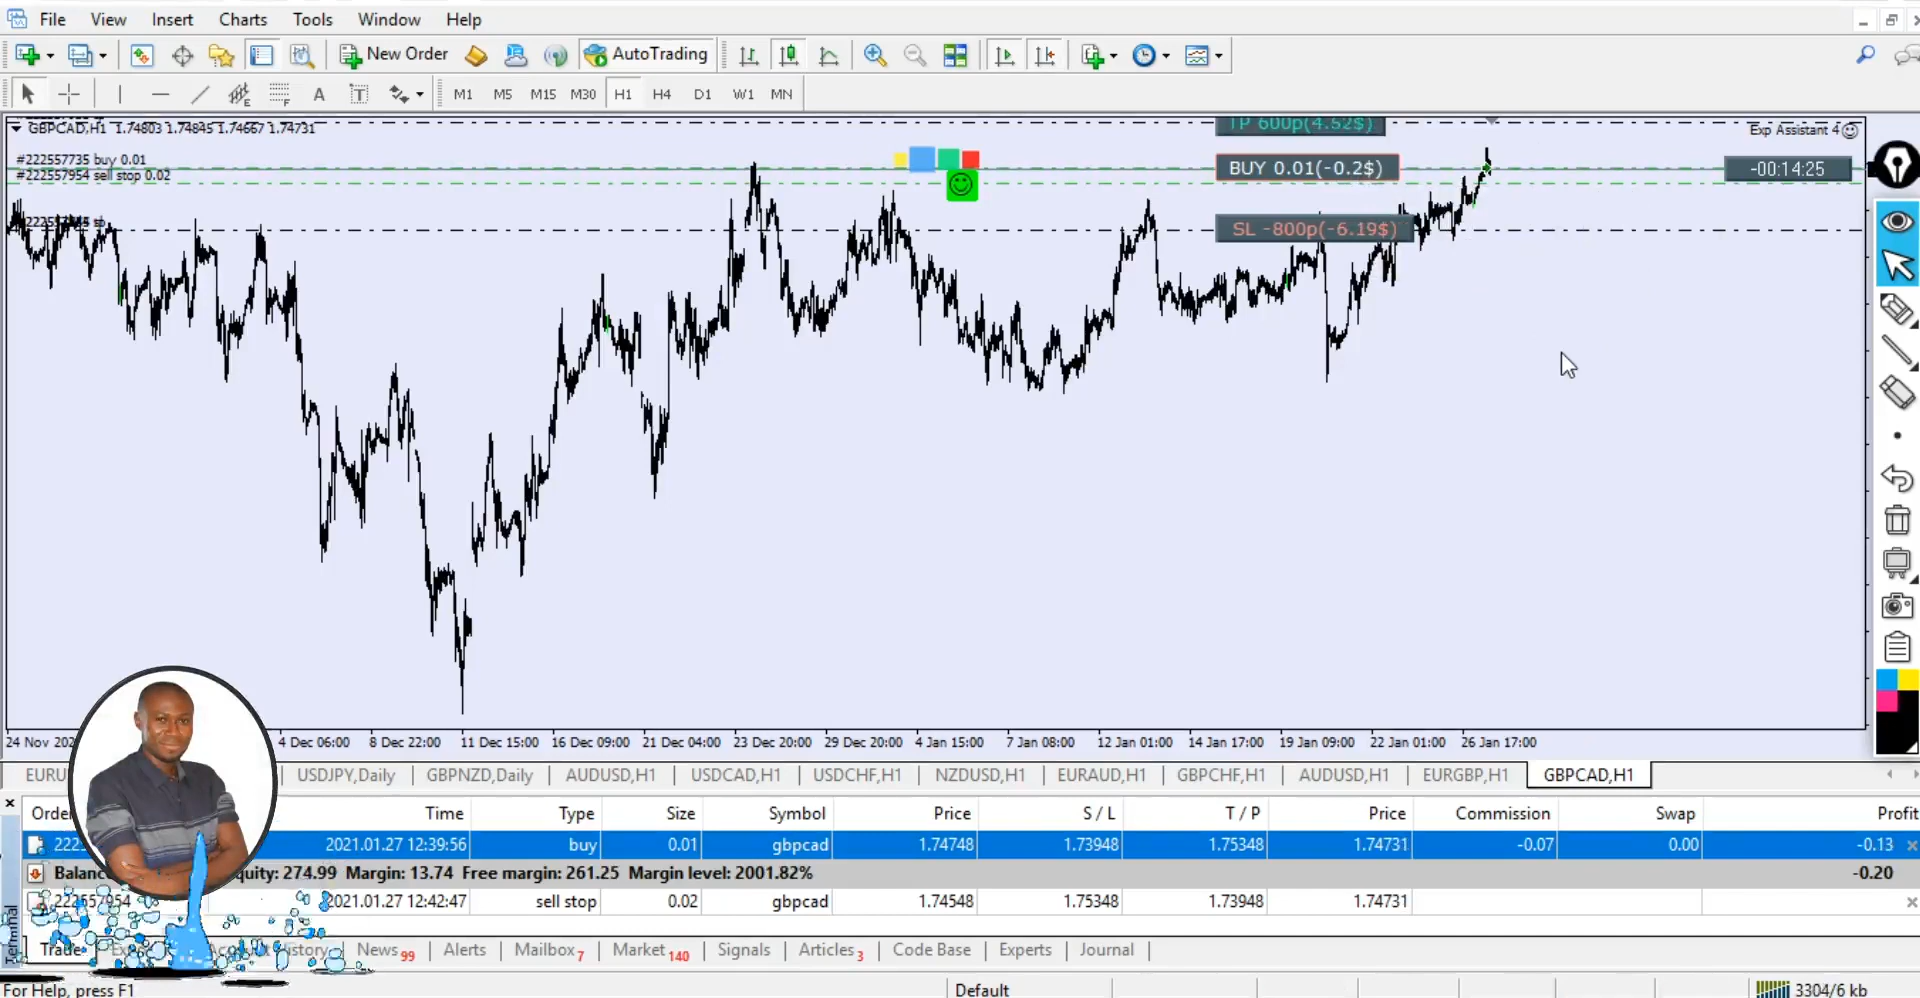 File View Insert Charts Tools Window Help
New Order AutoTrading
A T M1 M5 M15 M30 H1 H4 D1 W1 MN
GBPCAD,H1 1.74803 1.74845 1.74667 1.74731
TP 600p(4.52$)
Exp Assistant 4
#222557735 buy 0.01
BUY 0.01(-0.2$)
-00:14:25
#222557954 sell stop 0.02
SL -800p(-6.19$)
24 Nov 4 Dec 06:00 8 Dec 22:00 11 Dec 15:00 16 Dec 09:00 21 Dec 04:00 23 Dec 20:00 29 Dec 20:00 4 Jan 15:00 7 Jan 08:00 12 Jan 01:00 14 Jan 17:00 19 Jan 09:00 22 Jan 01:00 26 Jan 17:00
USDJPY,Daily GBPNZD,Daily AUDUSD,H1 USDCAD,H1 USDCHF,H1 NZDUSD,H1 EURAUD,H1 GBPCHF,H1 AUDUSD,H1 EURGBP,H1 GBPCAD,H1
Time Type Size Symbol Price S / L T / P Price Commission Swap Profit
2021.01.27 12:39:56 buy 0.01 gbpcad 1.74748 1.73948 1.75348 1.74731 -0.07 0.00 -0.13
quity: 274.99 Margin: 13.74 Free margin: 261.25 Margin level: 2001.82% -0.20
222557954 2021.01.27 12:42:47 sell stop 0.02 gbpcad 1.74548 1.75348 1.73948 1.74731
Terminal
Trade News 99 Alerts Mailbox 7 Market 140 Signals Articles 3 Code Base Experts Journal
For Help, press F1 Default 3304/6 kb